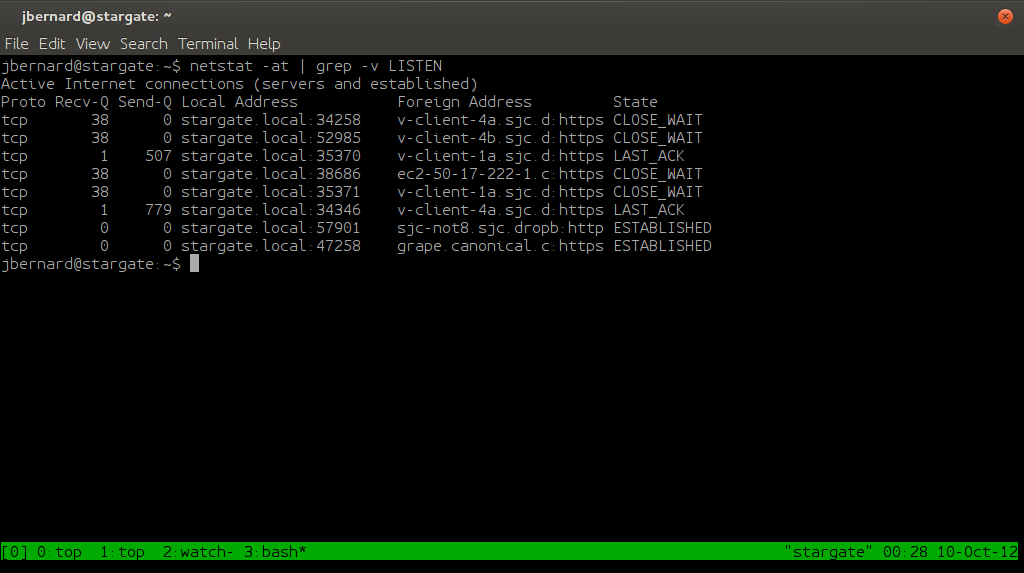 jbernard@stargate: ~
File Edit View Search Terminal Help
jbernard@stargate:~$ netstat -at | grep -v LISTEN
Active Internet connections (servers and established)
Proto Recv-Q Send-Q Local Address           Foreign Address         State
tcp       38      0 stargate.local:34258    v-client-4a.sjc.d:https CLOSE_WAIT
tcp       38      0 stargate.local:52985    v-client-4b.sjc.d:https CLOSE_WAIT
tcp        1    507 stargate.local:35370    v-client-1a.sjc.d:https LAST_ACK
tcp       38      0 stargate.local:38686    ec2-50-17-222-1.c:https CLOSE_WAIT
tcp       38      0 stargate.local:35371    v-client-1a.sjc.d:https CLOSE_WAIT
tcp        1    779 stargate.local:34346    v-client-4a.sjc.d:https LAST_ACK
tcp        0      0 stargate.local:57901    sjc-not8.sjc.dropb:http ESTABLISHED
tcp        0      0 stargate.local:47258    grape.canonical.c:https ESTABLISHED
jbernard@stargate:~$
[0] 0:top  1:top  2:watch- 3:bash* "stargate" 00:28 10-Oct-12